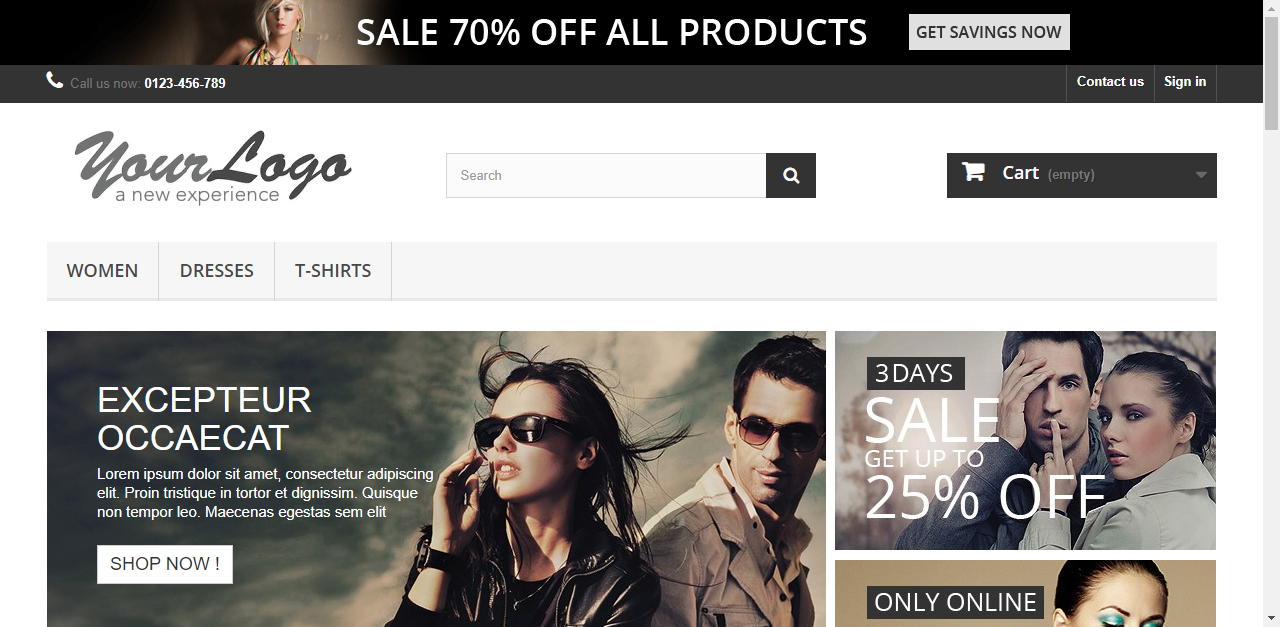 SALE 70% OFF ALL PRODUCTS
GET SAVINGS NOW
Call us now: 0123-456-789
Contact us
Sign in
YourLogo
a new experience
Search
Cart (empty)
WOMEN
DRESSES
T-SHIRTS
EXCEPTEUR
OCCAECAT
Lorem ipsum dolor sit amet, consectetur adipiscing
elit. Proin tristique in tortor et dignissim. Quisque
non tempor leo. Maecenas egestas sem elit
SHOP NOW !
3 DAYS
SALE
GET UP TO
25% OFF
ONLY ONLINE